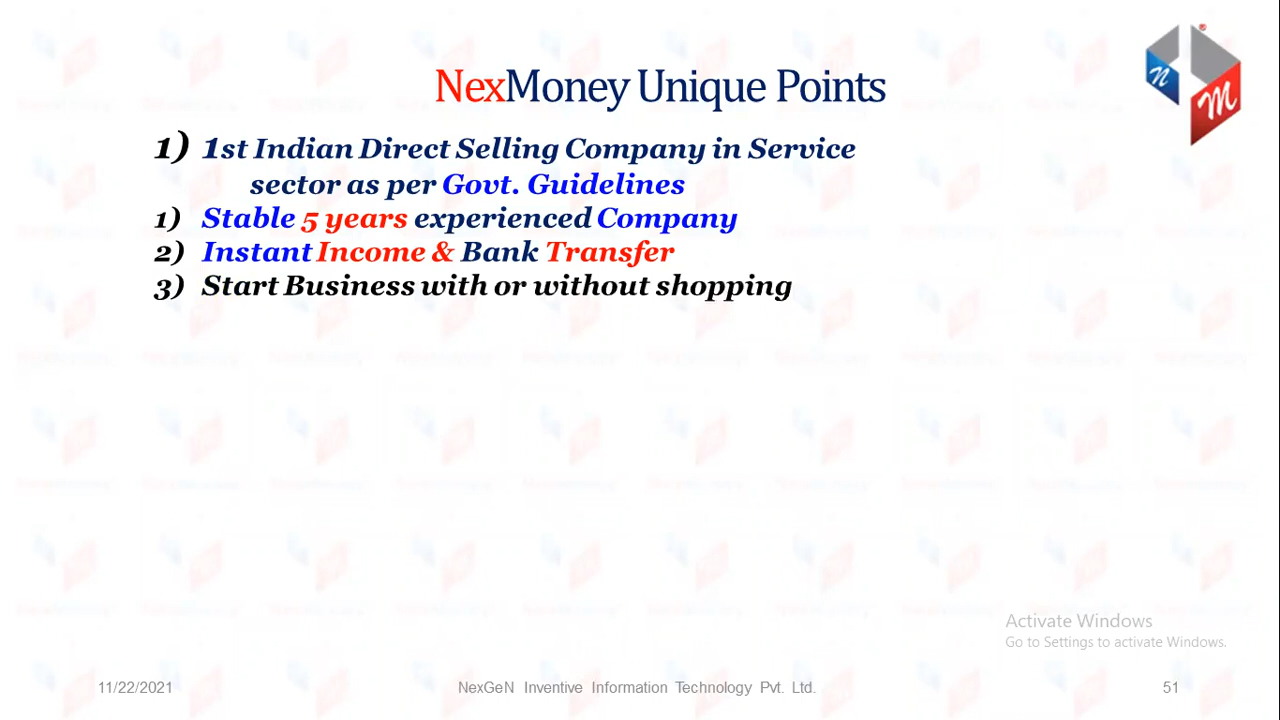 NexMoney Unique Points
1) 1st Indian Direct Selling Company in Service
sector as per Govt. Guidelines
1) Stable 5 years experienced Company
2) Instant Income & Bank Transfer
3) Start Business with or without shopping
n
m
Activate Windows
Go to Settings to activate Windows.
11/22/2021 NexGeN Inventive Information Technology Pvt. Ltd. 51